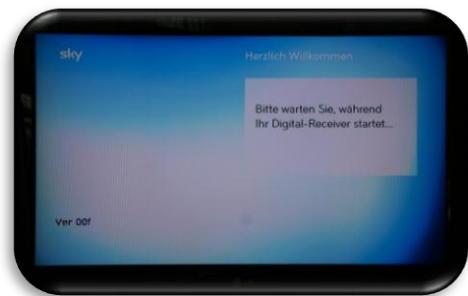 sky
Herzlich Willkommen
Bitte warten Sie, während
Ihr Digital-Receiver startet...
Ver 00f